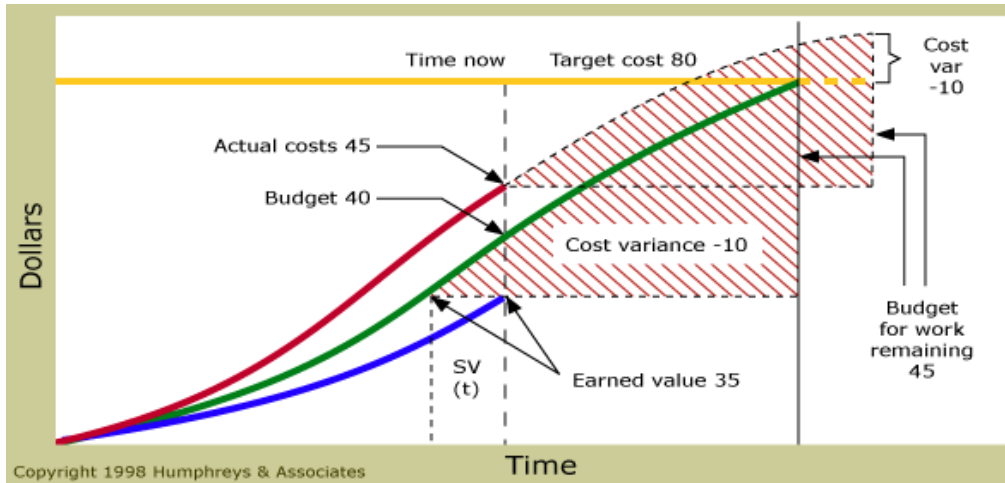 Time now
Target cost 80
Cost
var
-10
Actual costs 45
Budget 40
Cost variance -10
Dollars
SV
(t)
Earned value 35
Budget
for work
remaining
45
Time
Copyright 1998 Humphreys & Associates